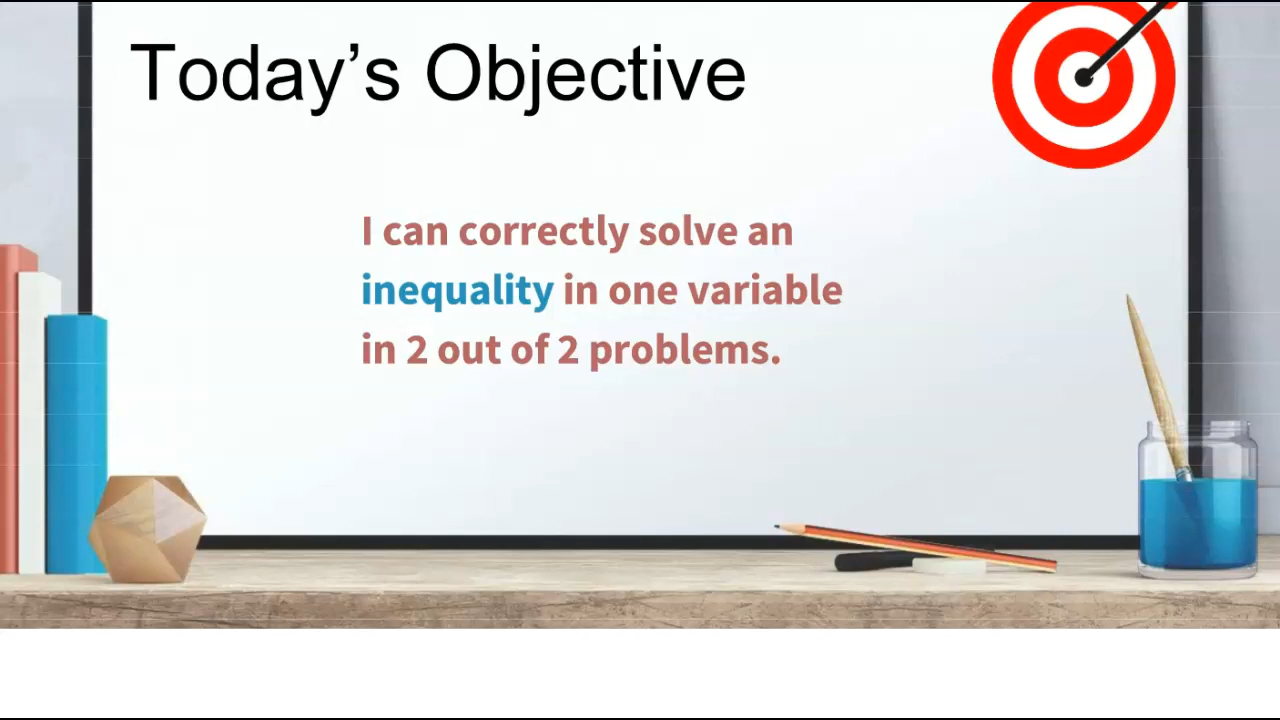 Today’s Objective
I can correctly solve an
inequality in one variable
in 2 out of 2 problems.